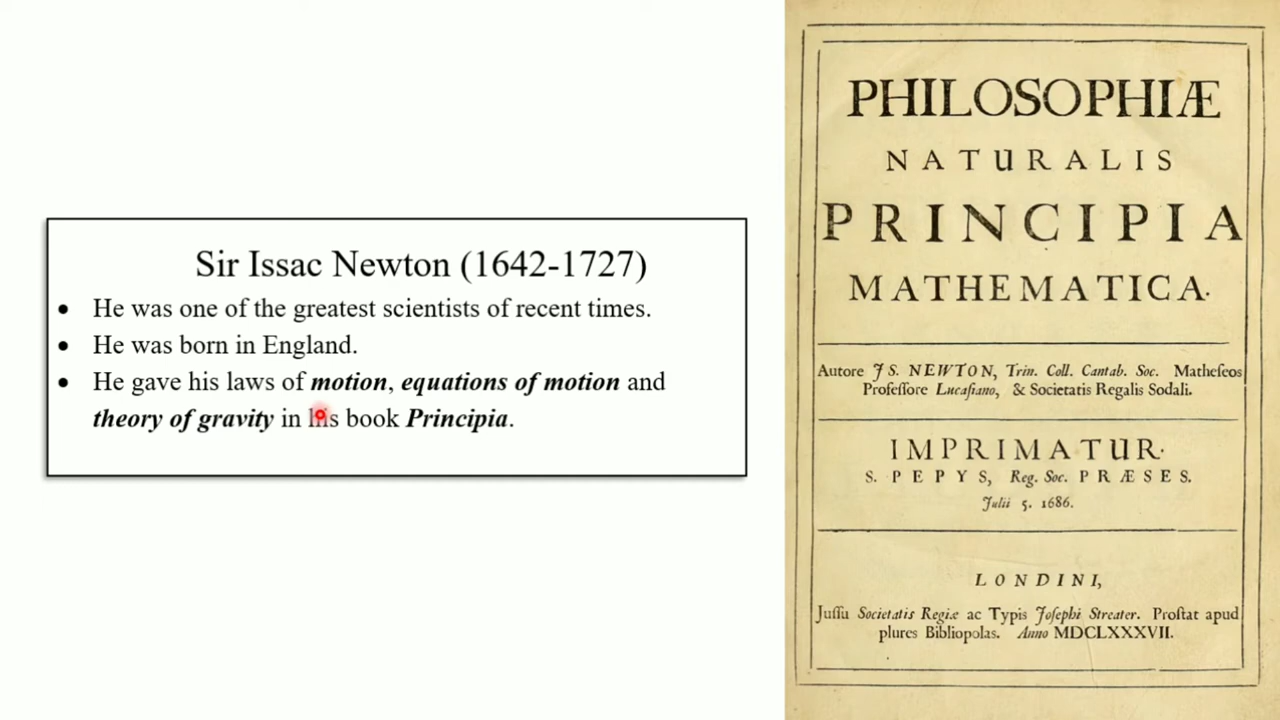 Sir Issac Newton (1642-1727)
• He was one of the greatest scientists of recent times.
• He was born in England.
• He gave his laws of motion, equations of motion and
theory of gravity in his book Principia.
PHILOSOPHIÆ
NATURALIS
PRINCIPIA
MATHEMATICA.
Autore JS. NEWTON, Trin. Coll. Cantab. Soc. Matheseos
Professore Lucasiano, & Societatis Regalis Sodali.
IMPRIMATUR.
S. PEPYS, Reg. Soc. PRÆSES.
Julii 5. 1686.
LONDINI,
Jussu Societatis Regiæ ac Typis Josephi Streater. Prostat apud
plures Bibliopolas. Anno MDCLXXXVII.